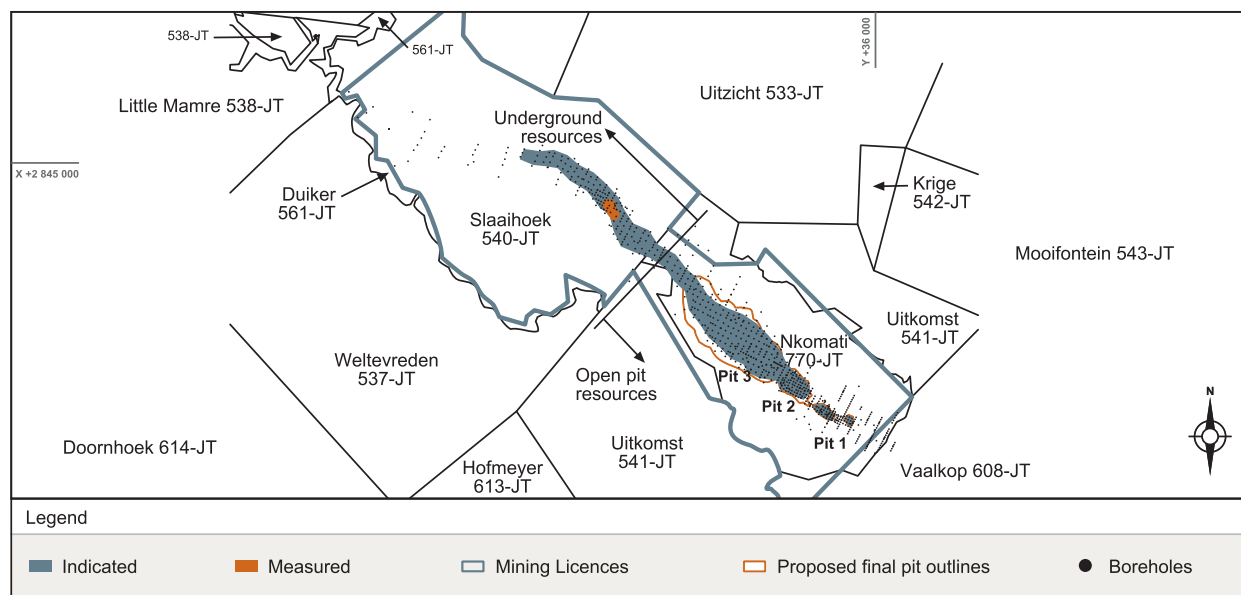 538-JT
561-JT
Y +36 000
Little Mamre 538-JT
Uitzicht 533-JT
Underground
resources
X +2 845 000
Duiker
561-JT
Krige
542-JT
Slaaihoek
540-JT
Mooifontein 543-JT
Uitkomst
541-JT
Nkomati
770-JT
Weltevreden
537-JT
Open pit
resources
Pit 3
Pit 2
Pit 1
N
Doornhoek 614-JT
Uitkomst
541-JT
Hofmeyer
613-JT
Vaalkop 608-JT
Legend
Indicated
Measured
Mining Licences
Proposed final pit outlines
Boreholes